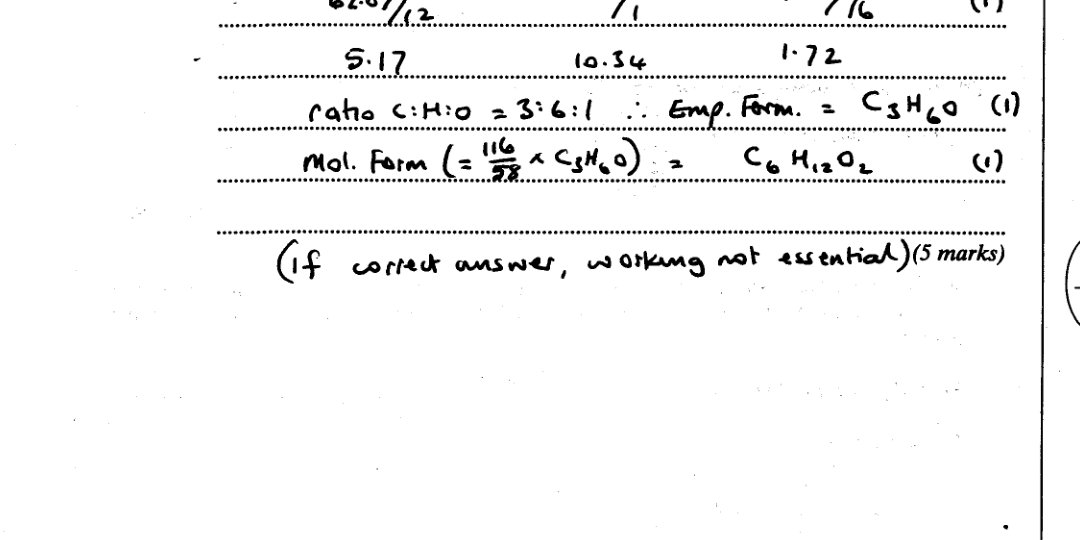 /12 /1 /16 (1)
5.17 10.34 1.72
ratio C:H:O = 3:6:1 ∴ Emp. Form. = C₃H₆O (1)
Mol. Form (= 116/58 × C₃H₆O) = C₆H₁₂O₂ (1)
(if correct answer, working not essential) (5 marks)